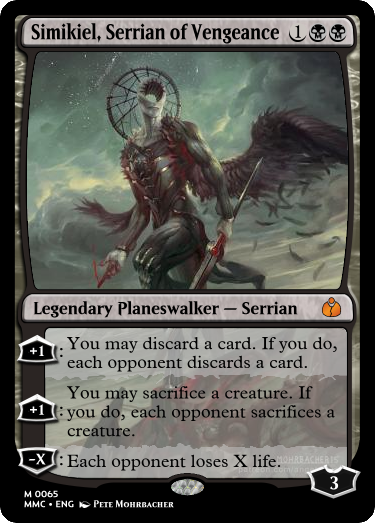 Simikiel, Serrian of Vengeance 1
Legendary Planeswalker — Serrian
+1 : You may discard a card. If you do,
each opponent discards a card.
+1 : You may sacrifice a creature. If
you do, each opponent sacrifices a
creature.
-X : Each opponent loses X life.
3
M 0065
MMC • ENG Pete Mohrbacher